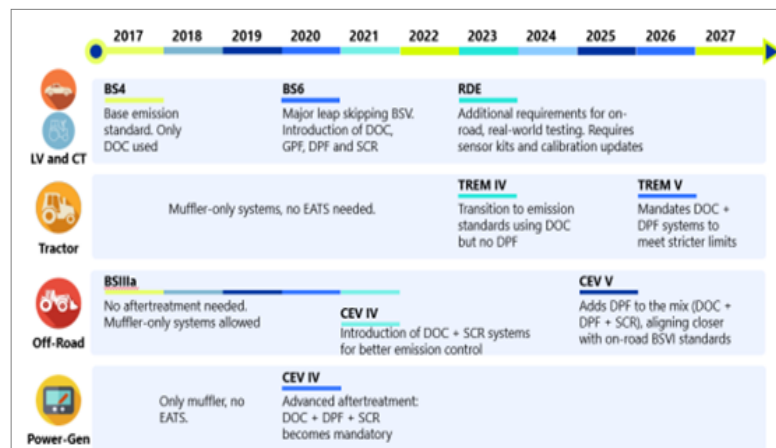 2017 2018 2019 2020 2021 2022 2023 2024 2025 2026 2027
LV and CT
BS4
Base emission
standard. Only
DOC used
BS6
Major leap skipping BSV.
Introduction of DOC,
GPF, DPF and SCR
RDE
Additional requirements for on-
road, real-world testing. Requires
sensor kits and calibration updates
Tractor
Muffler-only systems, no EATS needed.
TREM IV
Transition to emission
standards using DOC
but no DPF
TREM V
Mandates DOC +
DPF systems to
meet stricter limits
Off-Road
BSIIIa
No aftertreatment needed.
Muffler-only systems allowed
CEV IV
Introduction of DOC + SCR systems
for better emission control
CEV V
Adds DPF to the mix (DOC +
DPF + SCR), aligning closer
with on-road BSVI standards
Power-Gen
Only muffler, no
EATS.
CEV IV
Advanced aftertreatment:
DOC + DPF + SCR
becomes mandatory